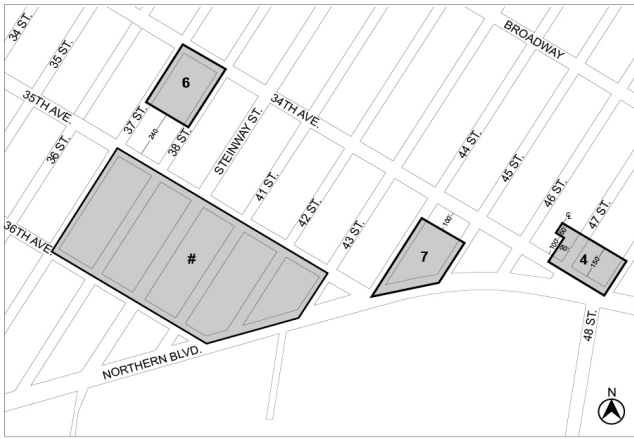 34 ST.
35 ST.
BROADWAY
6
35TH AVE.
37 ST.
34TH AVE.
240
38 ST.
STEINWAY ST.
36 ST.
44 ST.
45 ST.
46 ST.
47 ST.
41 ST.
42 ST.
43 ST.
100
℄
50
100
90
150
4
36TH AVE.
#
7
48 ST.
NORTHERN BLVD.
N